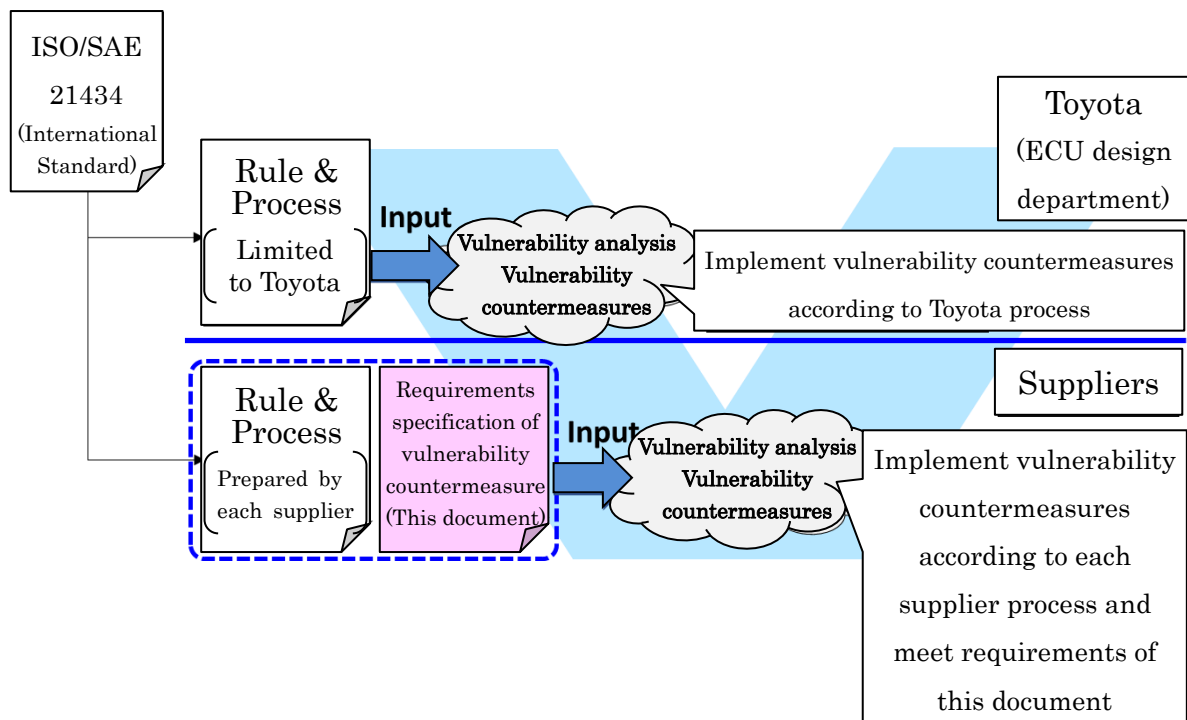 ISO/SAE
21434
(International
Standard)
Rule &
Process
Limited
to Toyota
Input
Vulnerability analysis
Vulnerability
countermeasures
Toyota
(ECU design
department)
Implement vulnerability countermeasures
according to Toyota process
Suppliers
Rule &
Process
Prepared by
each supplier
Requirements
specification of
vulnerability
countermeasure
(This document)
Input
Vulnerability analysis
Vulnerability
countermeasures
Implement vulnerability
countermeasures
according to each
supplier process and
meet requirements of
this document